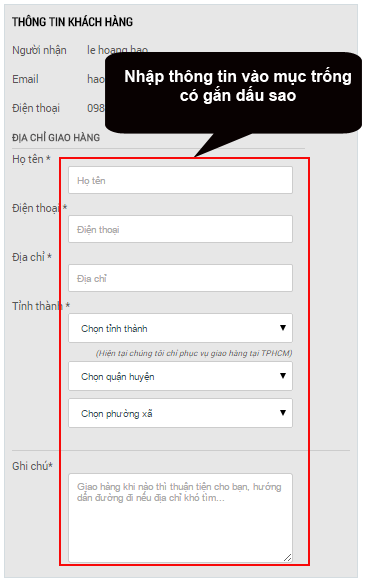 THÔNG TIN KHÁCH HÀNG
Người nhận le hoang hao
Email hao
Điện thoại 098
Nhập thông tin vào mục trống
có gắn dấu sao
ĐỊA CHỈ GIAO HÀNG
Họ tên *
Họ tên
Điện thoại *
Điện thoại
Địa chỉ *
Địa chỉ
Tỉnh thành *
Chọn tỉnh thành
(Hiện tại chúng tôi chỉ phục vụ giao hàng tại TPHCM)
Chọn quận huyện
Chọn phường xã
Ghi chú*
Giao hàng khi nào thì thuận tiện cho bạn, hướng
dẫn đường đi nếu địa chỉ khó tìm...